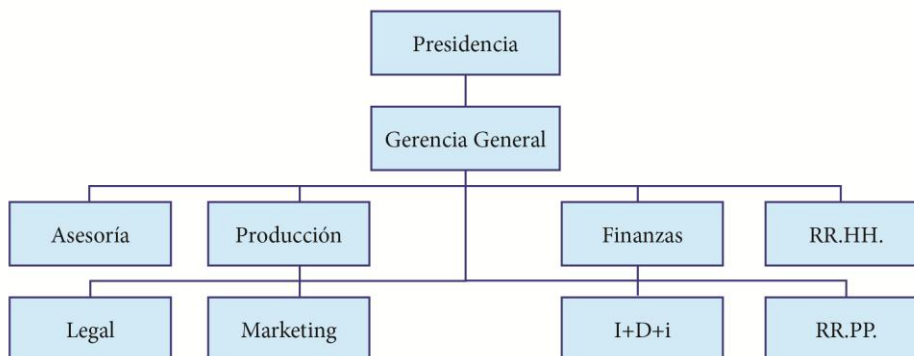 Presidencia
Gerencia General
Asesoría
Producción
Finanzas
RR.HH.
Legal
Marketing
I+D+i
RR.PP.